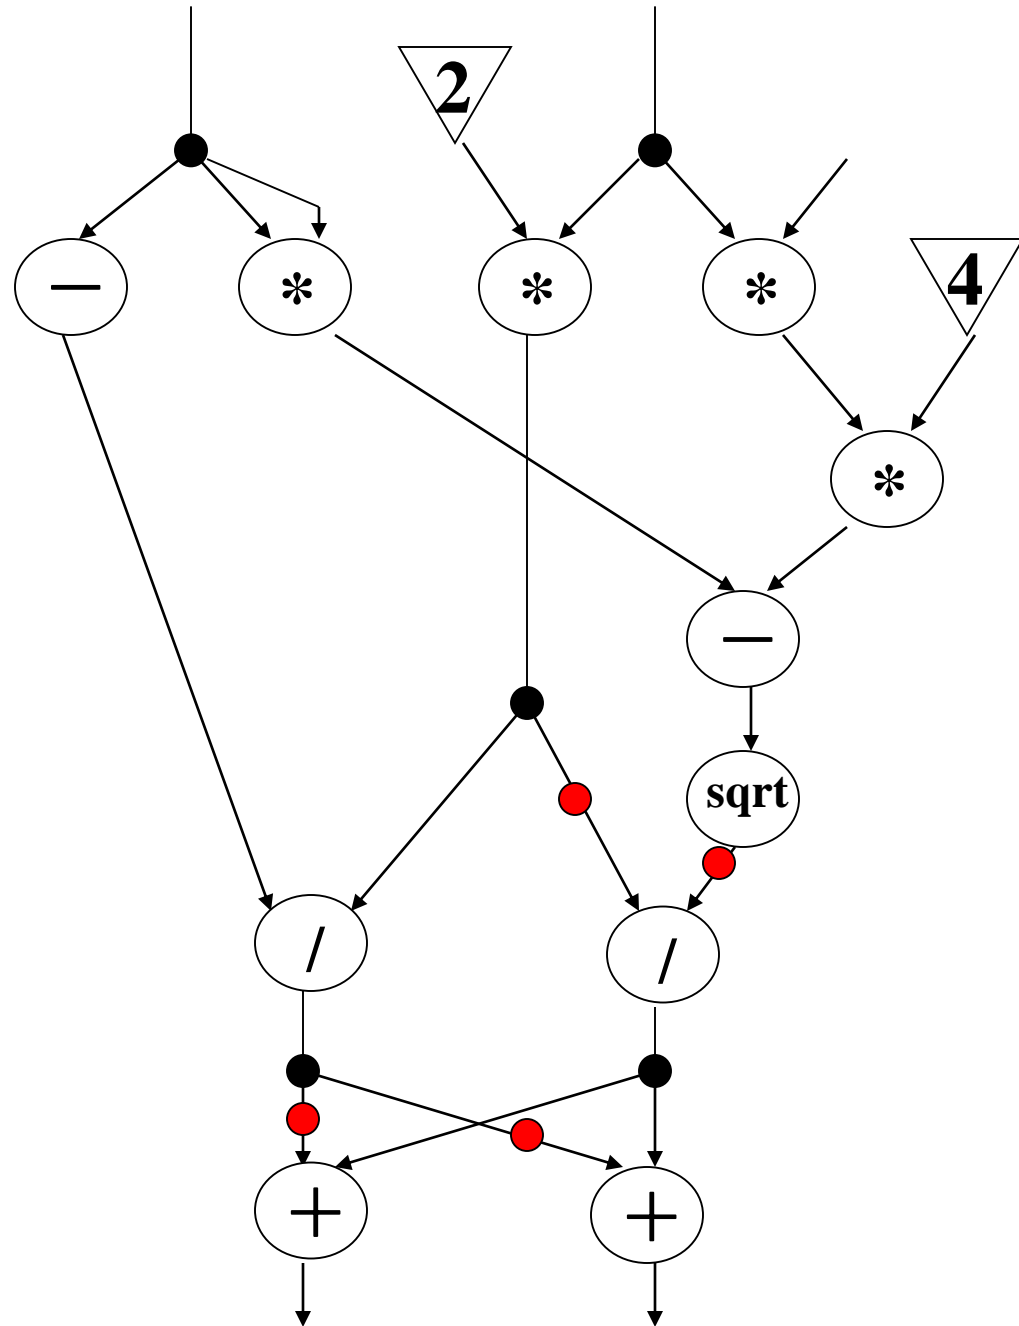 2
— * * * 4
*
—
sqrt
/ /
+ +